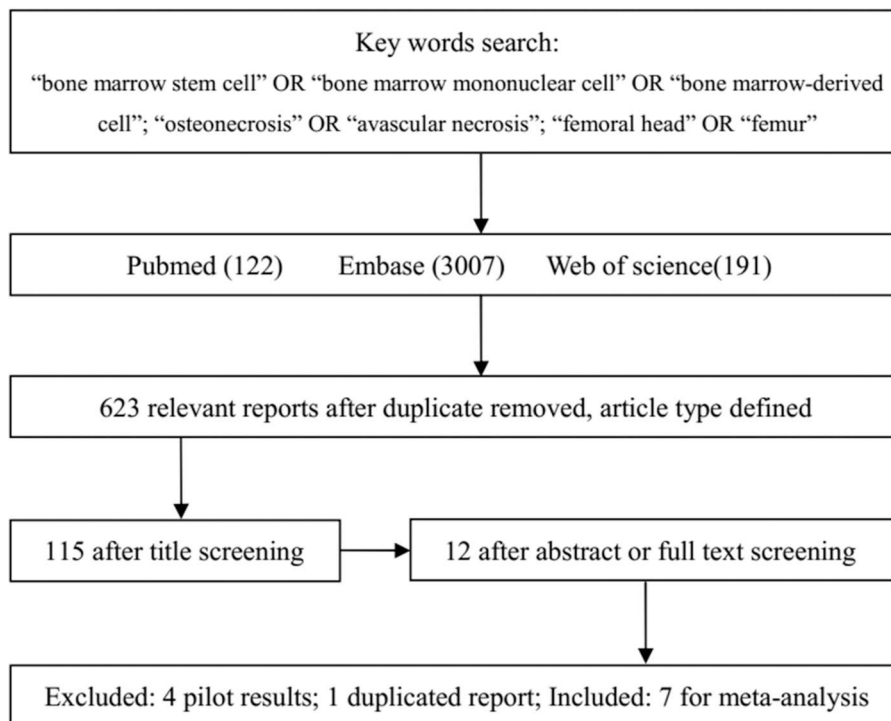 Key words search:
“bone marrow stem cell” OR “bone marrow mononuclear cell” OR “bone marrow-derived
cell”; “osteonecrosis” OR “avascular necrosis”; “femoral head” OR “femur”
Pubmed (122) Embase (3007) Web of science(191)
623 relevant reports after duplicate removed, article type defined
115 after title screening
12 after abstract or full text screening
Excluded: 4 pilot results; 1 duplicated report; Included: 7 for meta-analysis